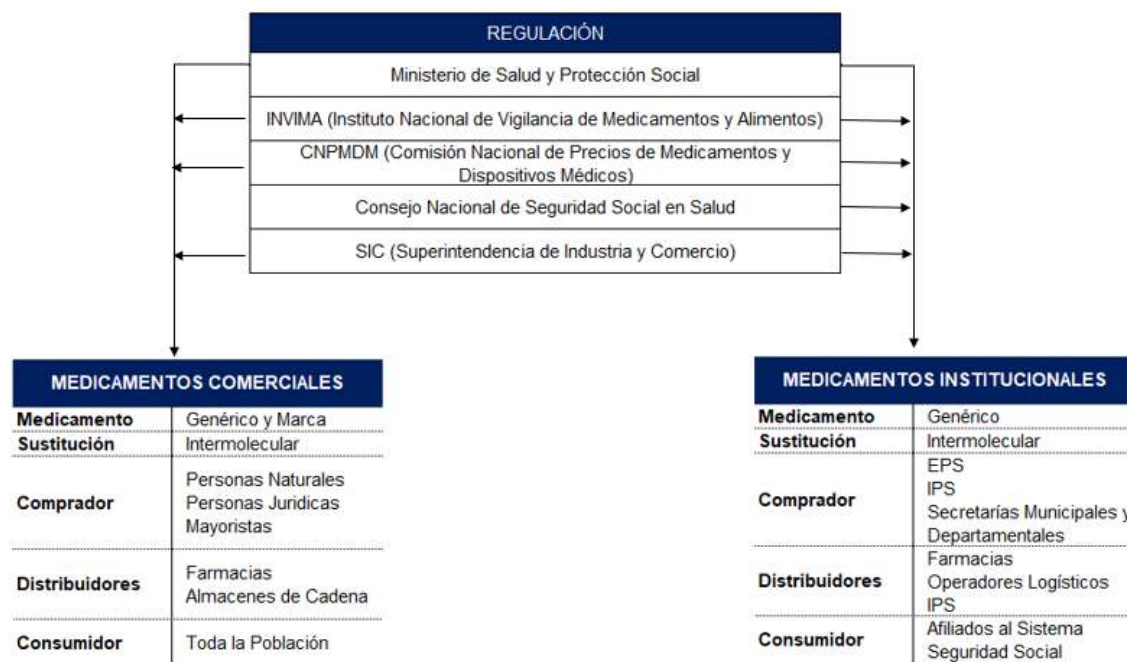 REGULACIÓN
Ministerio de Salud y Protección Social
INVIMA (Instituto Nacional de Vigilancia de Medicamentos y Alimentos)
CNPMDM (Comisión Nacional de Precios de Medicamentos y
Dispositivos Médicos)
Consejo Nacional de Seguridad Social en Salud
SIC (Superintendencia de Industria y Comercio)
MEDICAMENTOS COMERCIALES
Medicamento Genérico y Marca
Sustitución Intermolecular
Comprador
Personas Naturales
Personas Juridicas
Mayoristas
Distribuidores
Farmacias
Almacenes de Cadena
Consumidor Toda la Población
MEDICAMENTOS INSTITUCIONALES
Medicamento Genérico
Sustitución Intermolecular
Comprador
EPS
IPS
Secretarías Municipales y
Departamentales
Distribuidores
Farmacias
Operadores Logísticos
IPS
Consumidor
Afiliados al Sistema
Seguridad Social